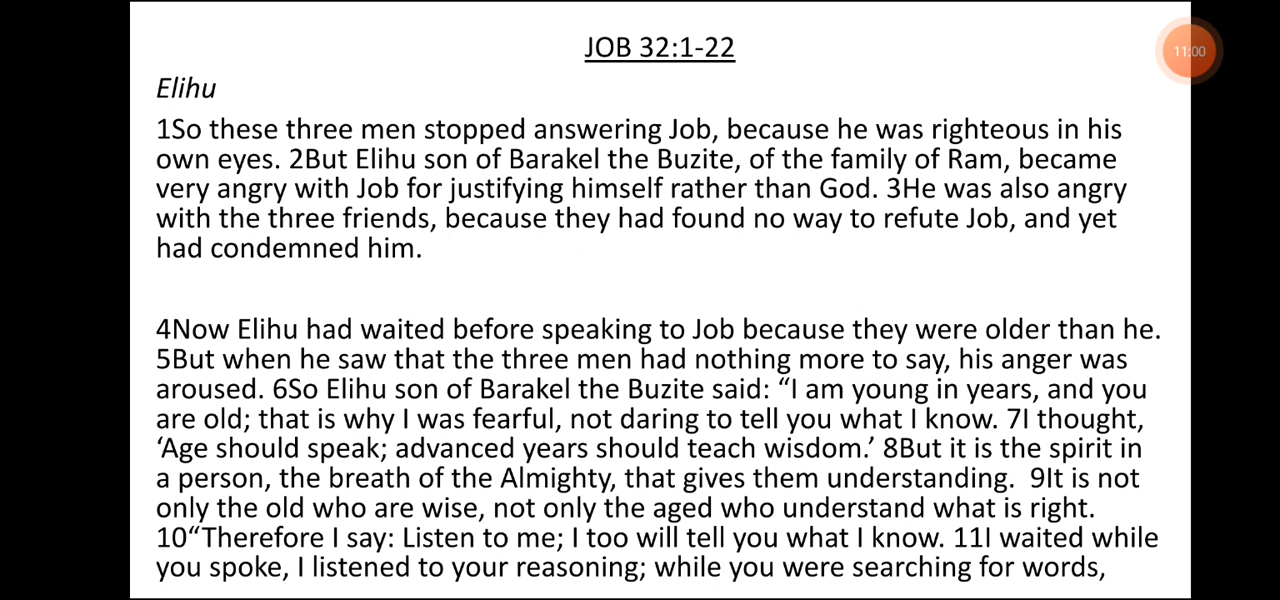 JOB 32:1-22
11:00
Elihu
1So these three men stopped answering Job, because he was righteous in his
own eyes. 2But Elihu son of Barakel the Buzite, of the family of Ram, became
very angry with Job for justifying himself rather than God. 3He was also angry
with the three friends, because they had found no way to refute Job, and yet
had condemned him.
4Now Elihu had waited before speaking to Job because they were older than he.
5But when he saw that the three men had nothing more to say, his anger was
aroused. 6So Elihu son of Barakel the Buzite said: “I am young in years, and you
are old; that is why I was fearful, not daring to tell you what I know. 7I thought,
‘Age should speak; advanced years should teach wisdom.’ 8But it is the spirit in
a person, the breath of the Almighty, that gives them understanding.  9It is not
only the old who are wise, not only the aged who understand what is right.
10“Therefore I say: Listen to me; I too will tell you what I know. 11I waited while
you spoke, I listened to your reasoning; while you were searching for words,